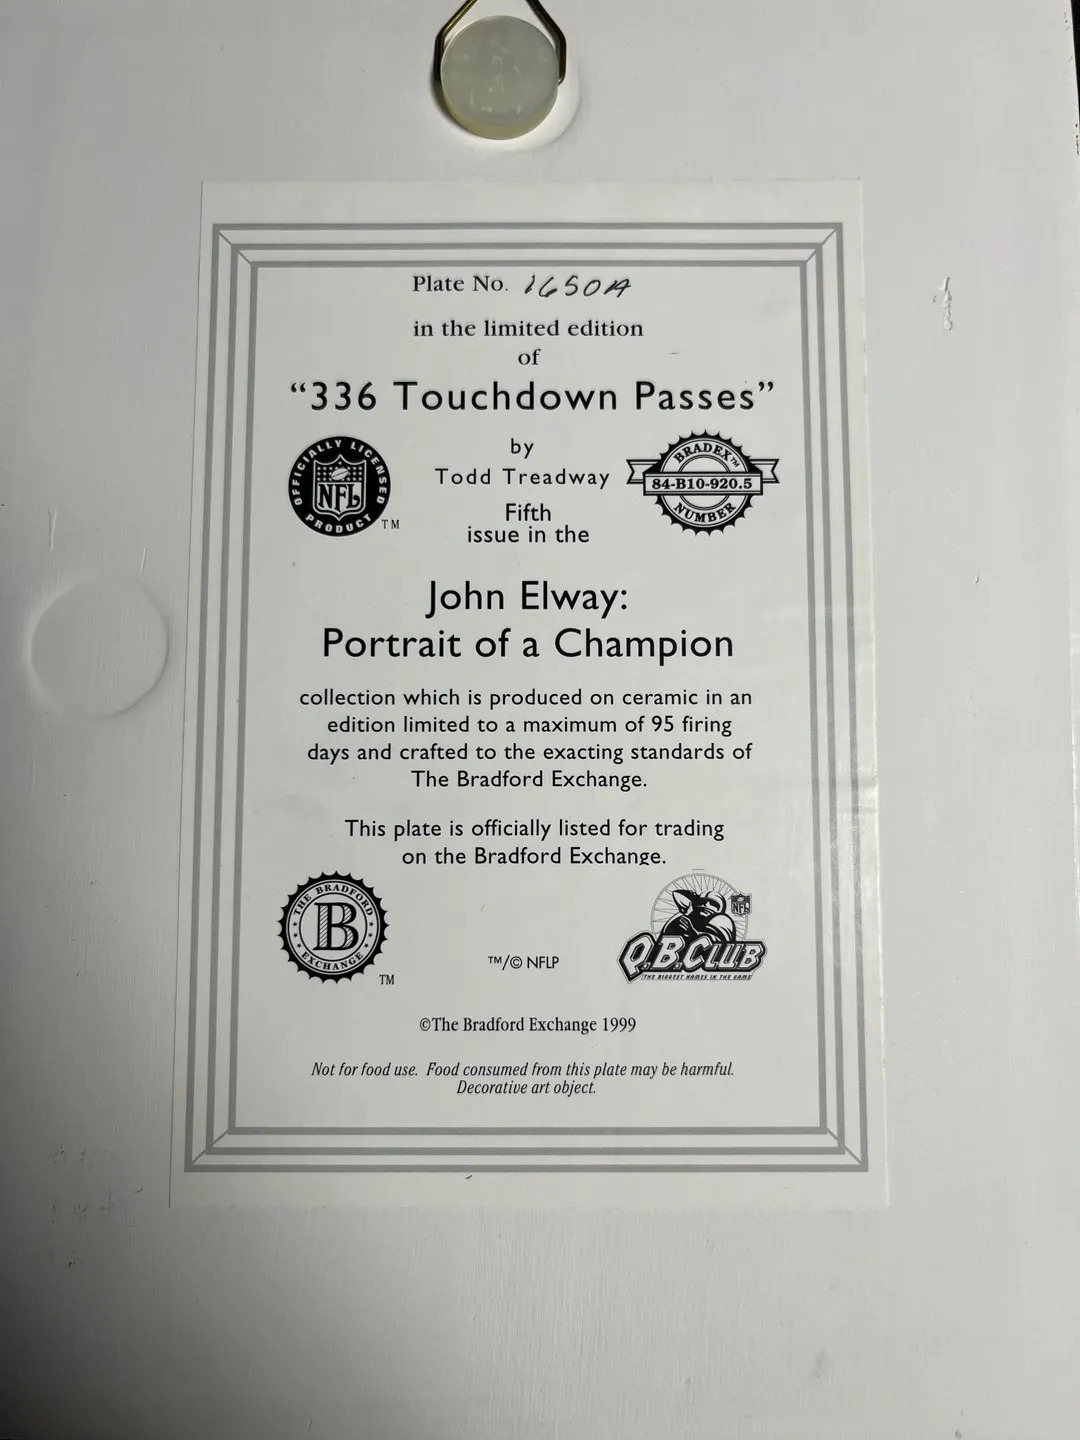 Plate No. 1650A
in the limited edition
of
“336 Touchdown Passes”
by
Todd Treadway
OFFICIALLY LICENSED
NFL
PRODUCT
TM
BRADEX™
84-B10-920.5
NUMBER
Fifth
issue in the
John Elway:
Portrait of a Champion
collection which is produced on ceramic in an
edition limited to a maximum of 95 firing
days and crafted to the exacting standards of
The Bradford Exchange.
This plate is officially listed for trading
on the Bradford Exchange.
THE BRADFORD
B
EXCHANGE
TM
™/© NFLP
NFL
Q.B.CLUB
THE BIGGEST NAMES IN THE GAME
©The Bradford Exchange 1999
Not for food use. Food consumed from this plate may be harmful.
Decorative art object.